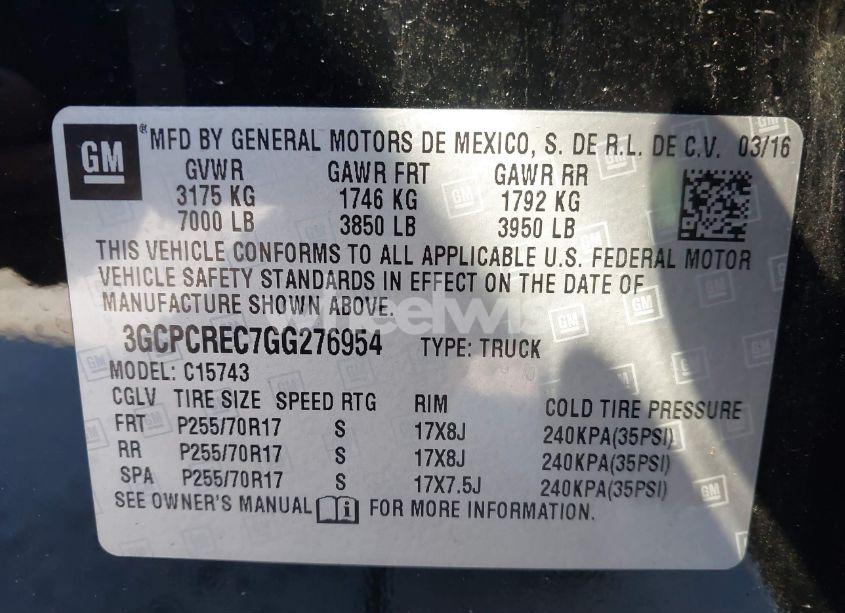 GM
® MFD BY GENERAL MOTORS DE MEXICO, S. DE R.L. DE C.V. 03/16
GVWR GAWR FRT GAWR RR
3175 KG 1746 KG 1792 KG
7000 LB 3850 LB 3950 LB
THIS VEHICLE CONFORMS TO ALL APPLICABLE U.S. FEDERAL MOTOR
VEHICLE SAFETY STANDARDS IN EFFECT ON THE DATE OF
MANUFACTURE SHOWN ABOVE.
3GCPCREC7GG276954 TYPE: TRUCK
MODEL: C15743
CGLV TIRE SIZE SPEED RTG RIM COLD TIRE PRESSURE
FRT P255/70R17 S 17X8J 240KPA(35PSI)
RR P255/70R17 S 17X8J 240KPA(35PSI)
SPA P255/70R17 S 17X7.5J 240KPA(35PSI)
SEE OWNER'S MANUAL FOR MORE INFORMATION.